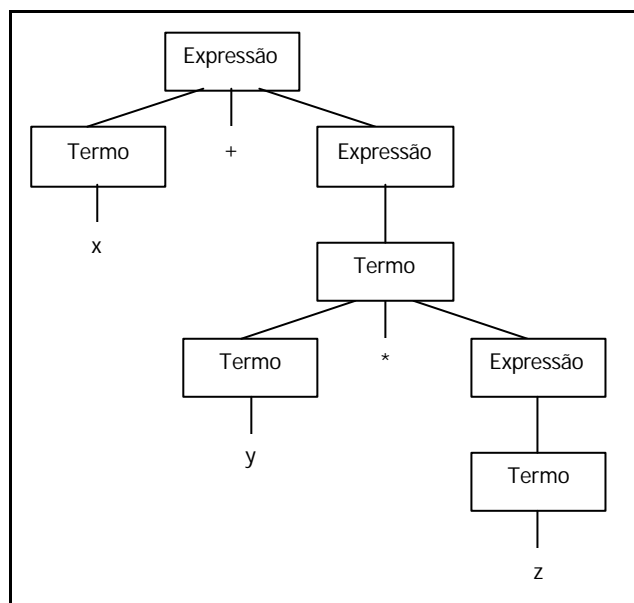 Expressão
Termo
+
Expressão
x
Termo
Termo
*
Expressão
y
Termo
z